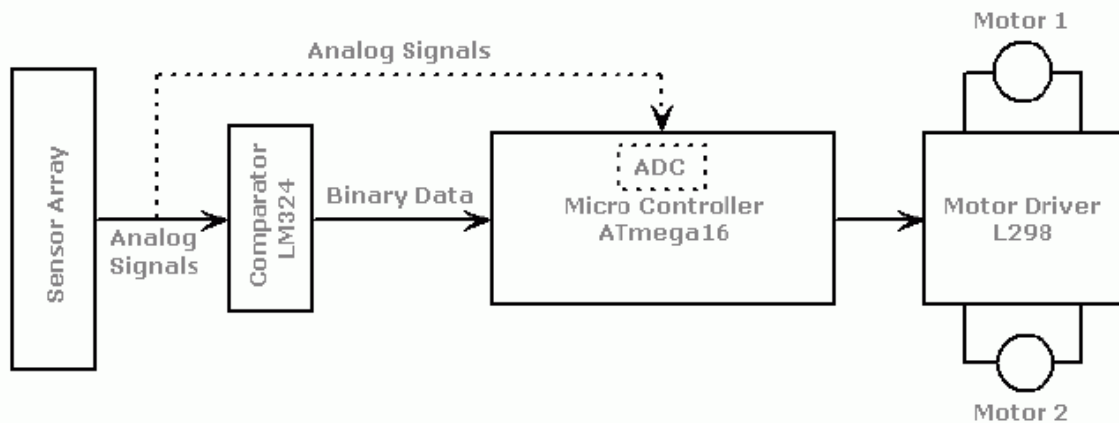 Motor 1
Analog Signals
Sensor Array
Analog
Signals
Comparator
LM324
Binary Data
ADC
Micro Controller
ATmega16
Motor Driver
L298
Motor 2